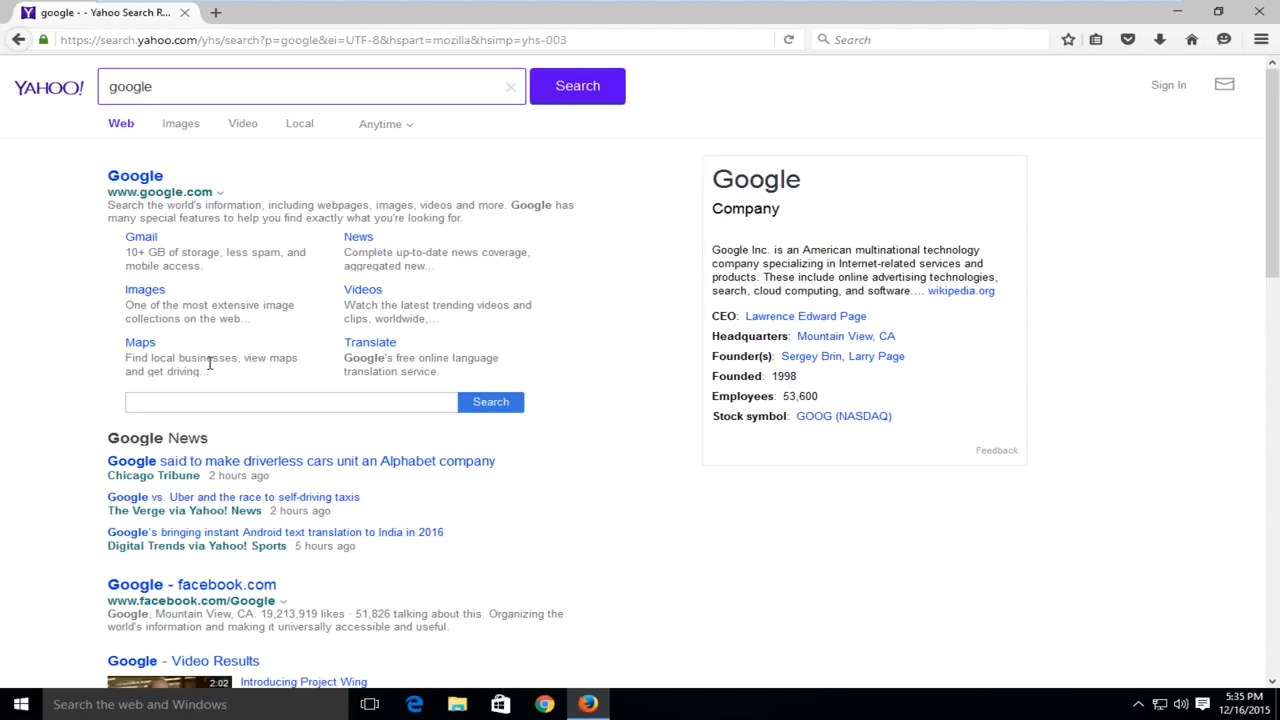 google - - Yahoo Search R...
https://search.yahoo.com/yhs/search?p=google&ei=UTF-8&hspart=mozilla&hsimp=yhs-003
Search
YAHOO!
google
Search
Sign In
Web Images Video Local Anytime
Google
www.google.com
Search the world's information, including webpages, images, videos and more. Google has
many special features to help you find exactly what you're looking for.
Gmail
10+ GB of storage, less spam, and
mobile access.
News
Complete up-to-date news coverage,
aggregated new...
Images
One of the most extensive image
collections on the web...
Videos
Watch the latest trending videos and
clips, worldwide,...
Maps
Find local businesses, view maps
and get driving...
Translate
Google's free online language
translation service.
Search
Google News
Google said to make driverless cars unit an Alphabet company
Chicago Tribune 2 hours ago
Google vs. Uber and the race to self-driving taxis
The Verge via Yahoo! News 2 hours ago
Google's bringing instant Android text translation to India in 2016
Digital Trends via Yahoo! Sports 5 hours ago
Google - facebook.com
www.facebook.com/Google
Google, Mountain View, CA. 19,213,919 likes · 51,826 talking about this. Organizing the
world's information and making it universally accessible and useful.
Google - Video Results
2:02
Introducing Project Wing
Google
Company
Google Inc. is an American multinational technology
company specializing in Internet-related services and
products. These include online advertising technologies,
search, cloud computing, and software.... wikipedia.org
CEO: Lawrence Edward Page
Headquarters: Mountain View, CA
Founder(s): Sergey Brin, Larry Page
Founded: 1998
Employees: 53,600
Stock symbol: GOOG (NASDAQ)
Feedback
Search the web and Windows
5:35 PM
12/16/2015